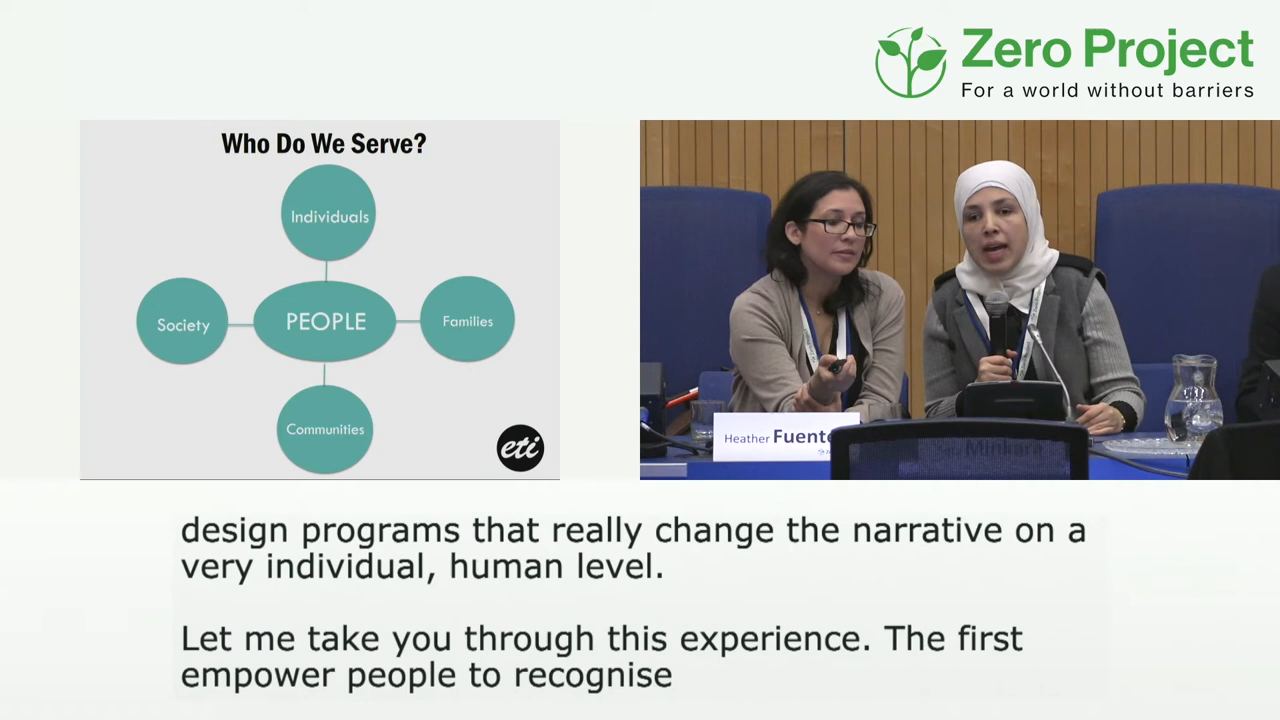 Zero Project
For a world without barriers
Who Do We Serve?
Individuals
Society
PEOPLE
Families
Communities
eti
Heather Fuente
Minkara
design programs that really change the narrative on a
very individual, human level.
Let me take you through this experience. The first
empower people to recognise